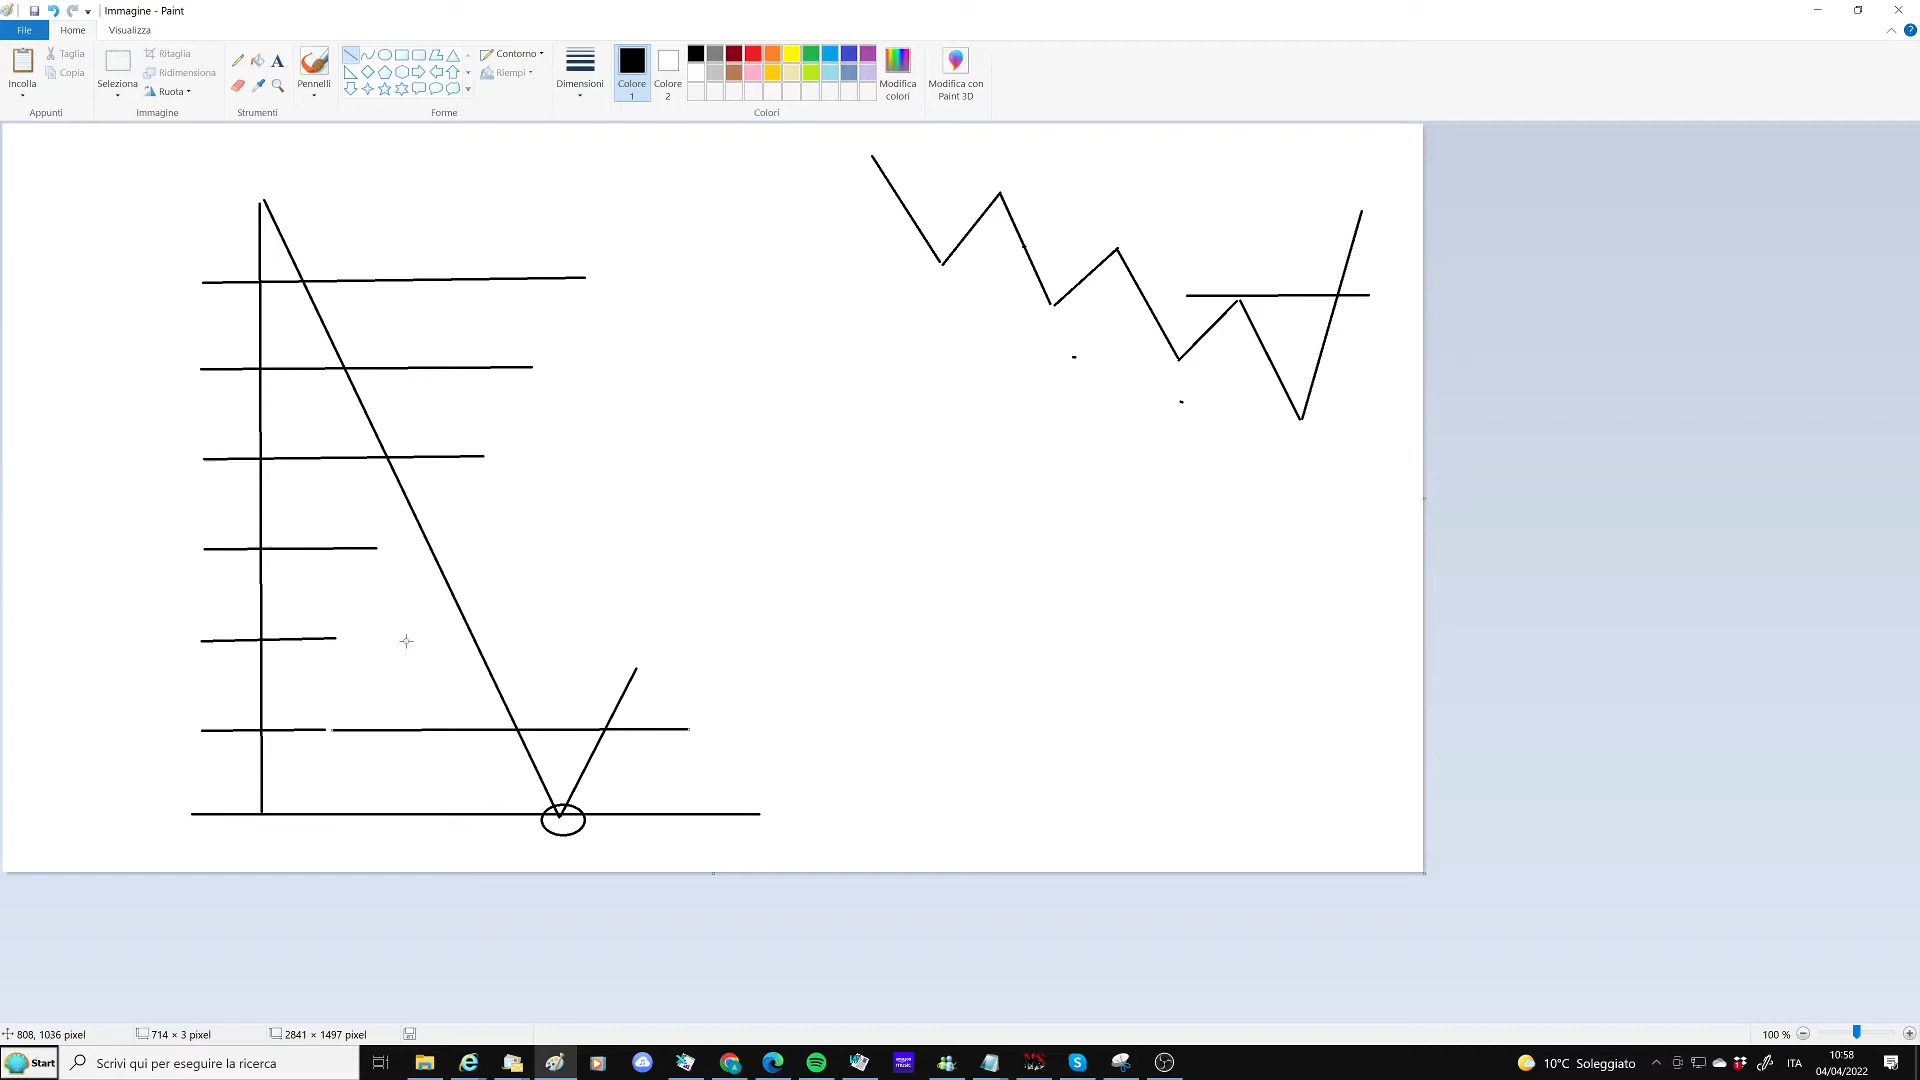 Immagine - Paint
File
Home
Visualizza
Incolla
Taglia
Copia
Appunti
Seleziona
Ritaglia
Ridimensiona
Ruota
Immagine
Strumenti
Pennelli
Contorno
Riempi
Forme
Dimensioni
Colore
1
Colore
2
Modifica
colori
Modifica con
Paint 3D
Colori
808, 1036 pixel
714 × 3 pixel
2841 × 1497 pixel
100 %
Start
Scrivi qui per eseguire la ricerca
10°C Soleggiato
ITA
10:58
04/04/2022